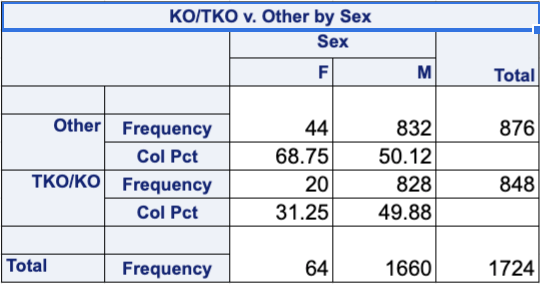 KO/TKO v. Other by Sex
Sex
F M Total
Other Frequency 44 832 876
Col Pct 68.75 50.12
TKO/KO Frequency 20 828 848
Col Pct 31.25 49.88
Total Frequency 64 1660 1724